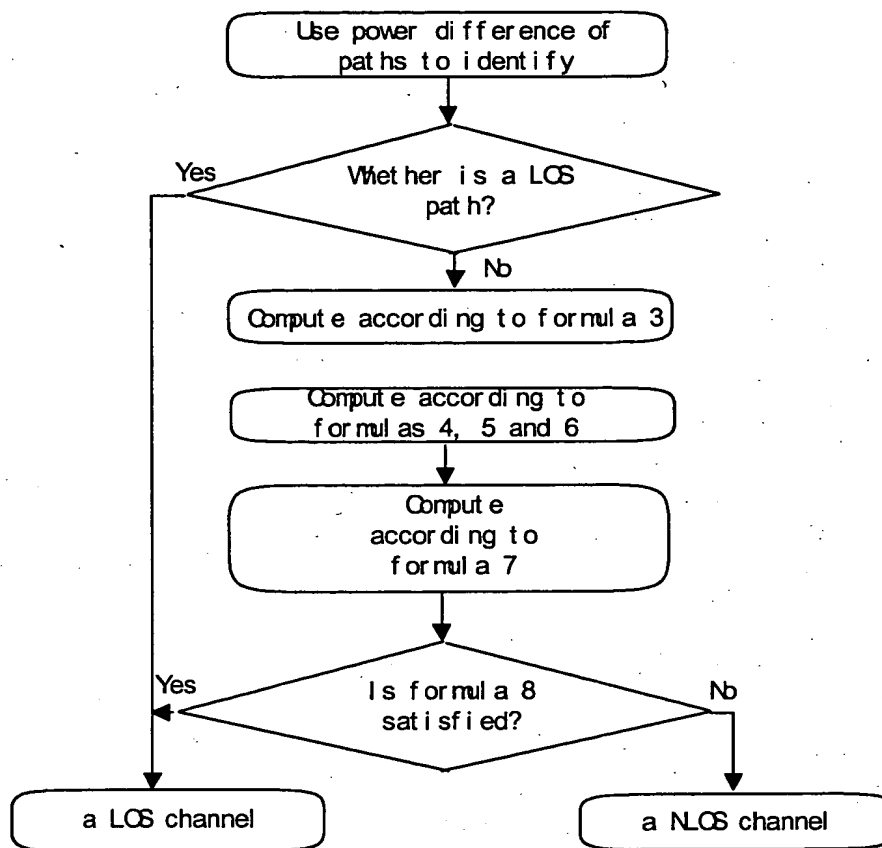 Use power difference of
paths to identify
Yes
Whether is a LOS
path?
No
Compute according to formula 3
Compute according to
formulas 4, 5 and 6
Compute
according to
formula 7
Yes
Is formula 8
satisfied?
No
a LOS channel
a NLOS channel